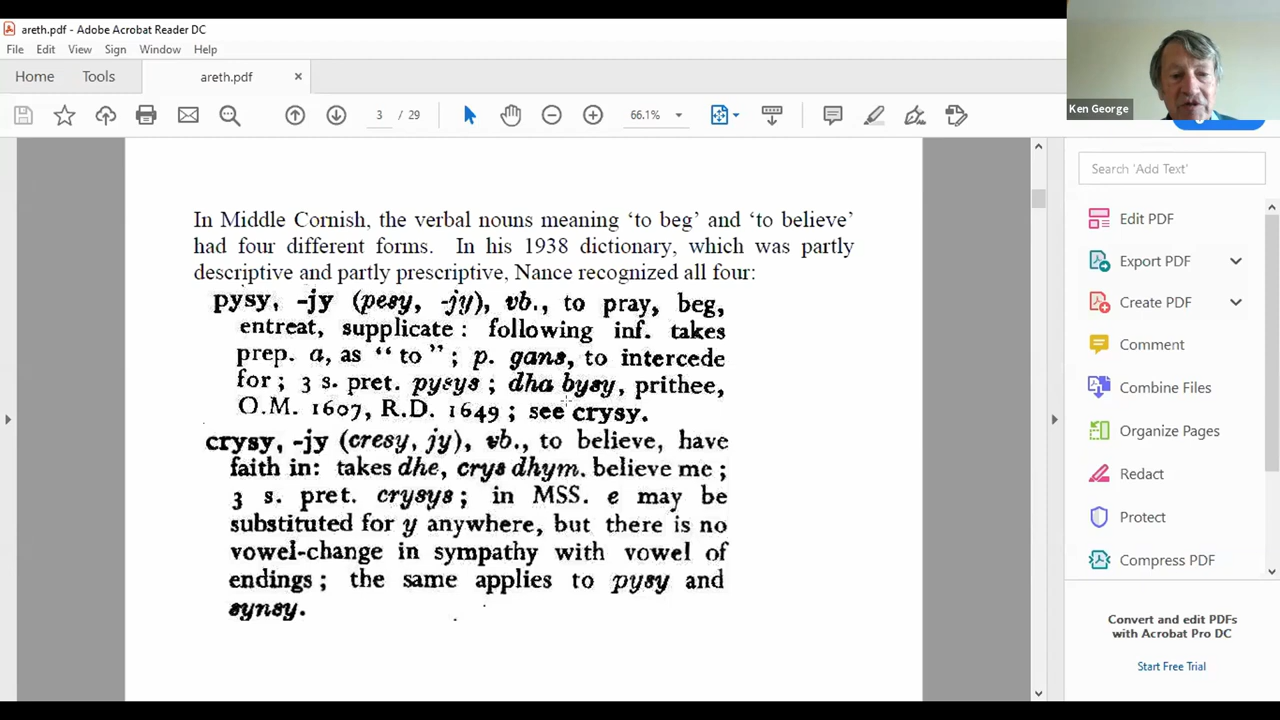 areth.pdf - Adobe Acrobat Reader DC
File Edit View Sign Window Help
Home Tools areth.pdf ×
3 / 29 66.1%
Ken George
Search 'Add Text'
In Middle Cornish, the verbal nouns meaning ‘to beg’ and ‘to believe’
had four different forms. In his 1938 dictionary, which was partly
descriptive and partly prescriptive, Nance recognized all four:
pysy, -jy (pesy, -jy), vb., to pray, beg,
entreat, supplicate : following inf. takes
prep. a, as “ to ” ; p. gans, to intercede
for ; 3 s. pret. pysys ; dha bysy, prithee,
O.M. 1607, R.D. 1649 ; see crysy.
crysy, -jy (cresy, jy), vb., to believe, have
faith in: takes dhe, crys dhym. believe me ;
3 s. pret. crysys ; in MSS. e may be
substituted for y anywhere, but there is no
vowel-change in sympathy with vowel of
endings ; the same applies to pysy and
synsy.
Edit PDF
Export PDF
Create PDF
Comment
Combine Files
Organize Pages
Redact
Protect
Compress PDF
Convert and edit PDFs
with Acrobat Pro DC
Start Free Trial